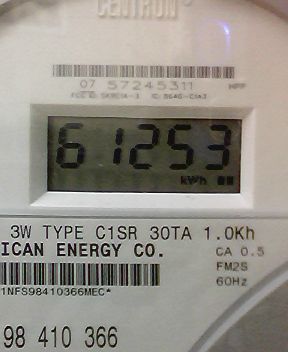 CENTRON
07 57245311
61253
kWh
3W TYPE C1SR 30TA 1.0Kh
ICAN ENERGY CO.
CA 0.5
FM2S
60Hz
1NFS98410366MEC*
98 410 366